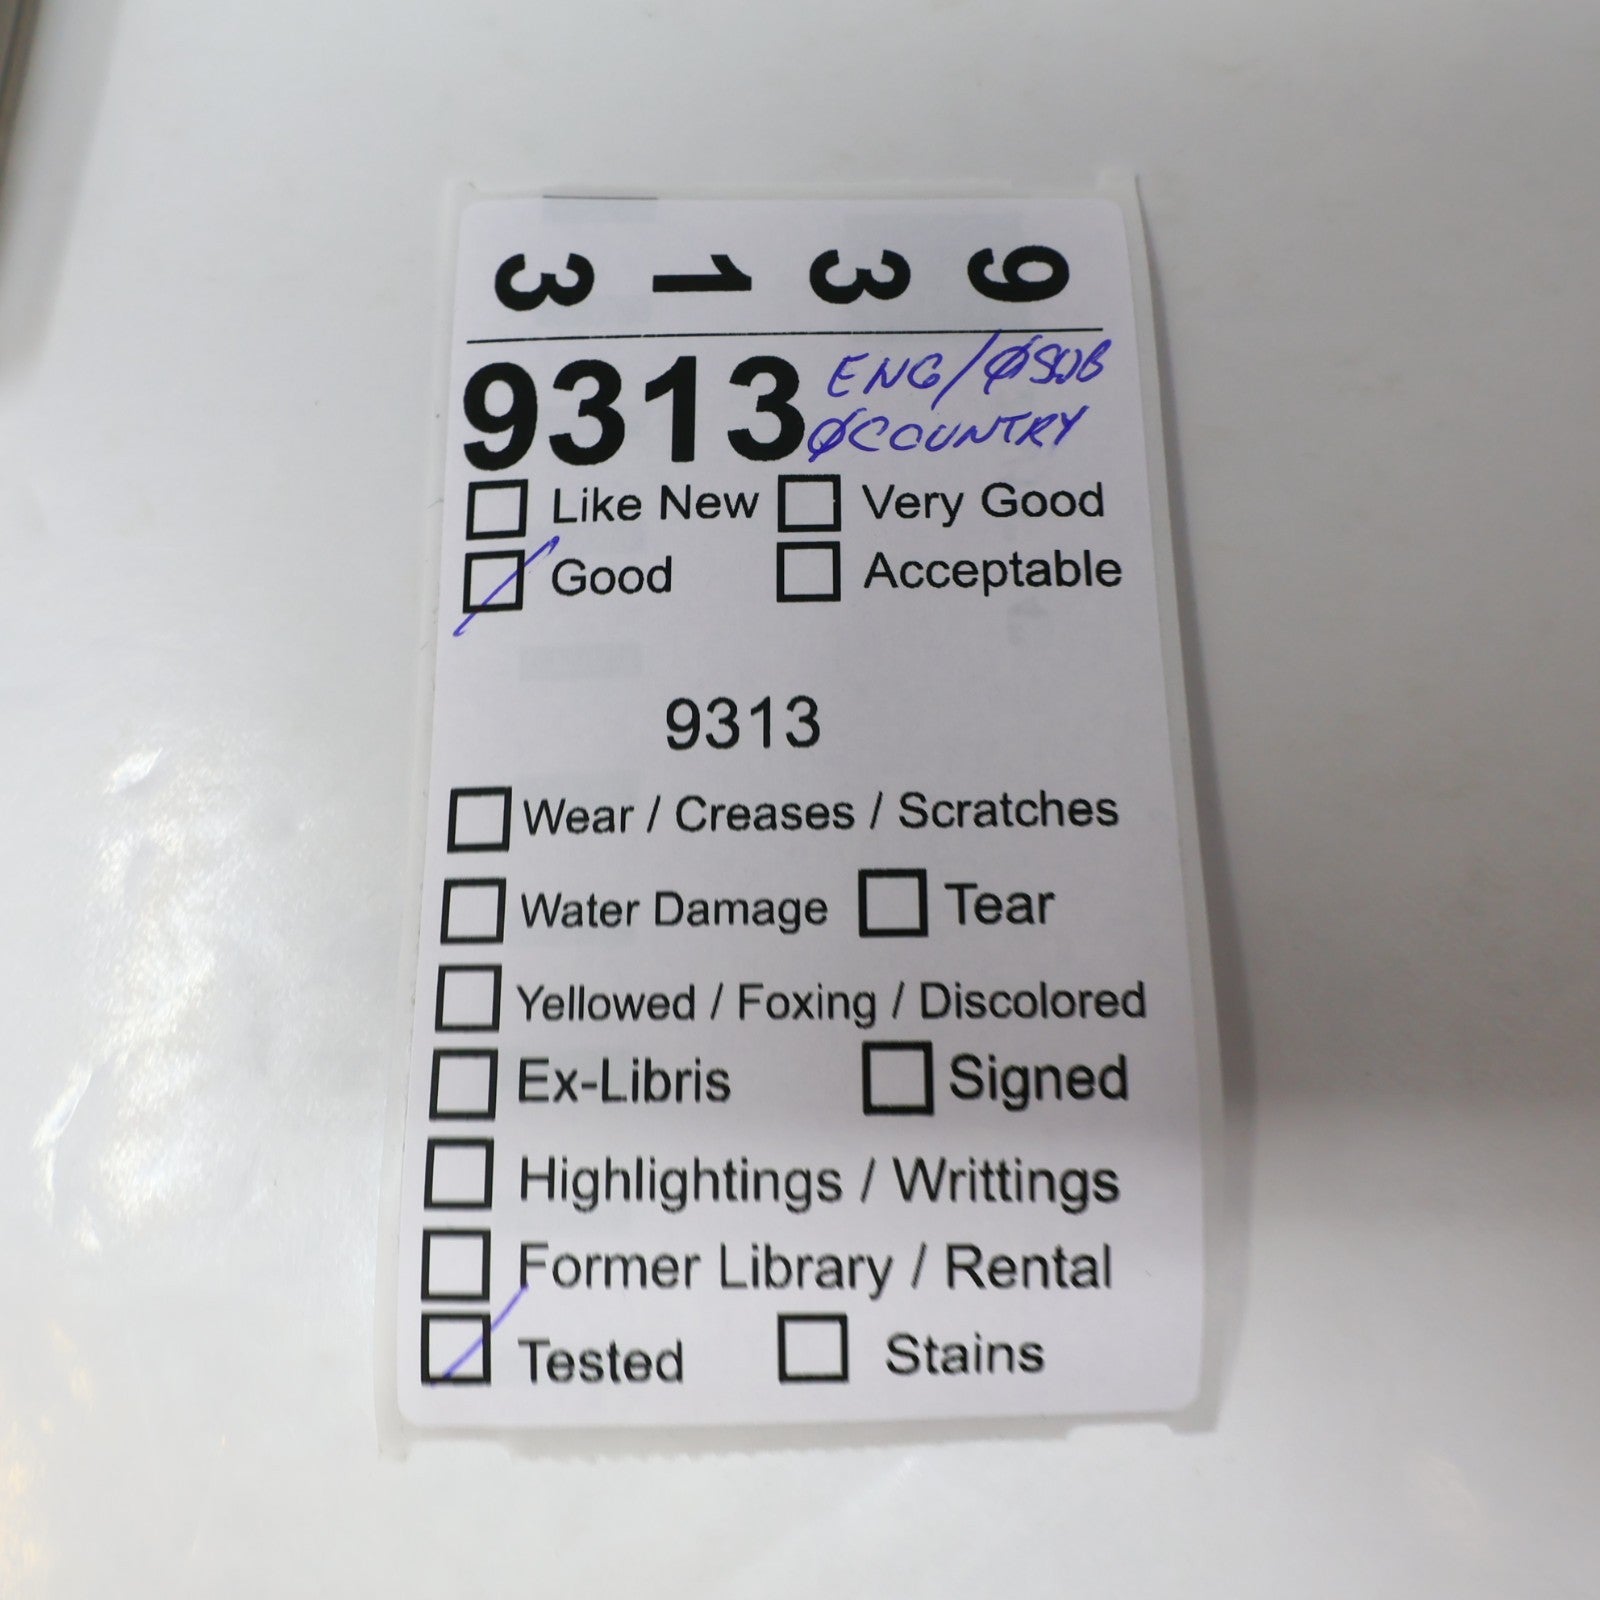 9 3 1 3
9313 ENG/ØSUB
ØCOUNTRY
Like New Very Good
Good Acceptable
9313
Wear / Creases / Scratches
Water Damage Tear
Yellowed / Foxing / Discolored
Ex-Libris Signed
Highlightings / Writtings
Former Library / Rental
Tested Stains